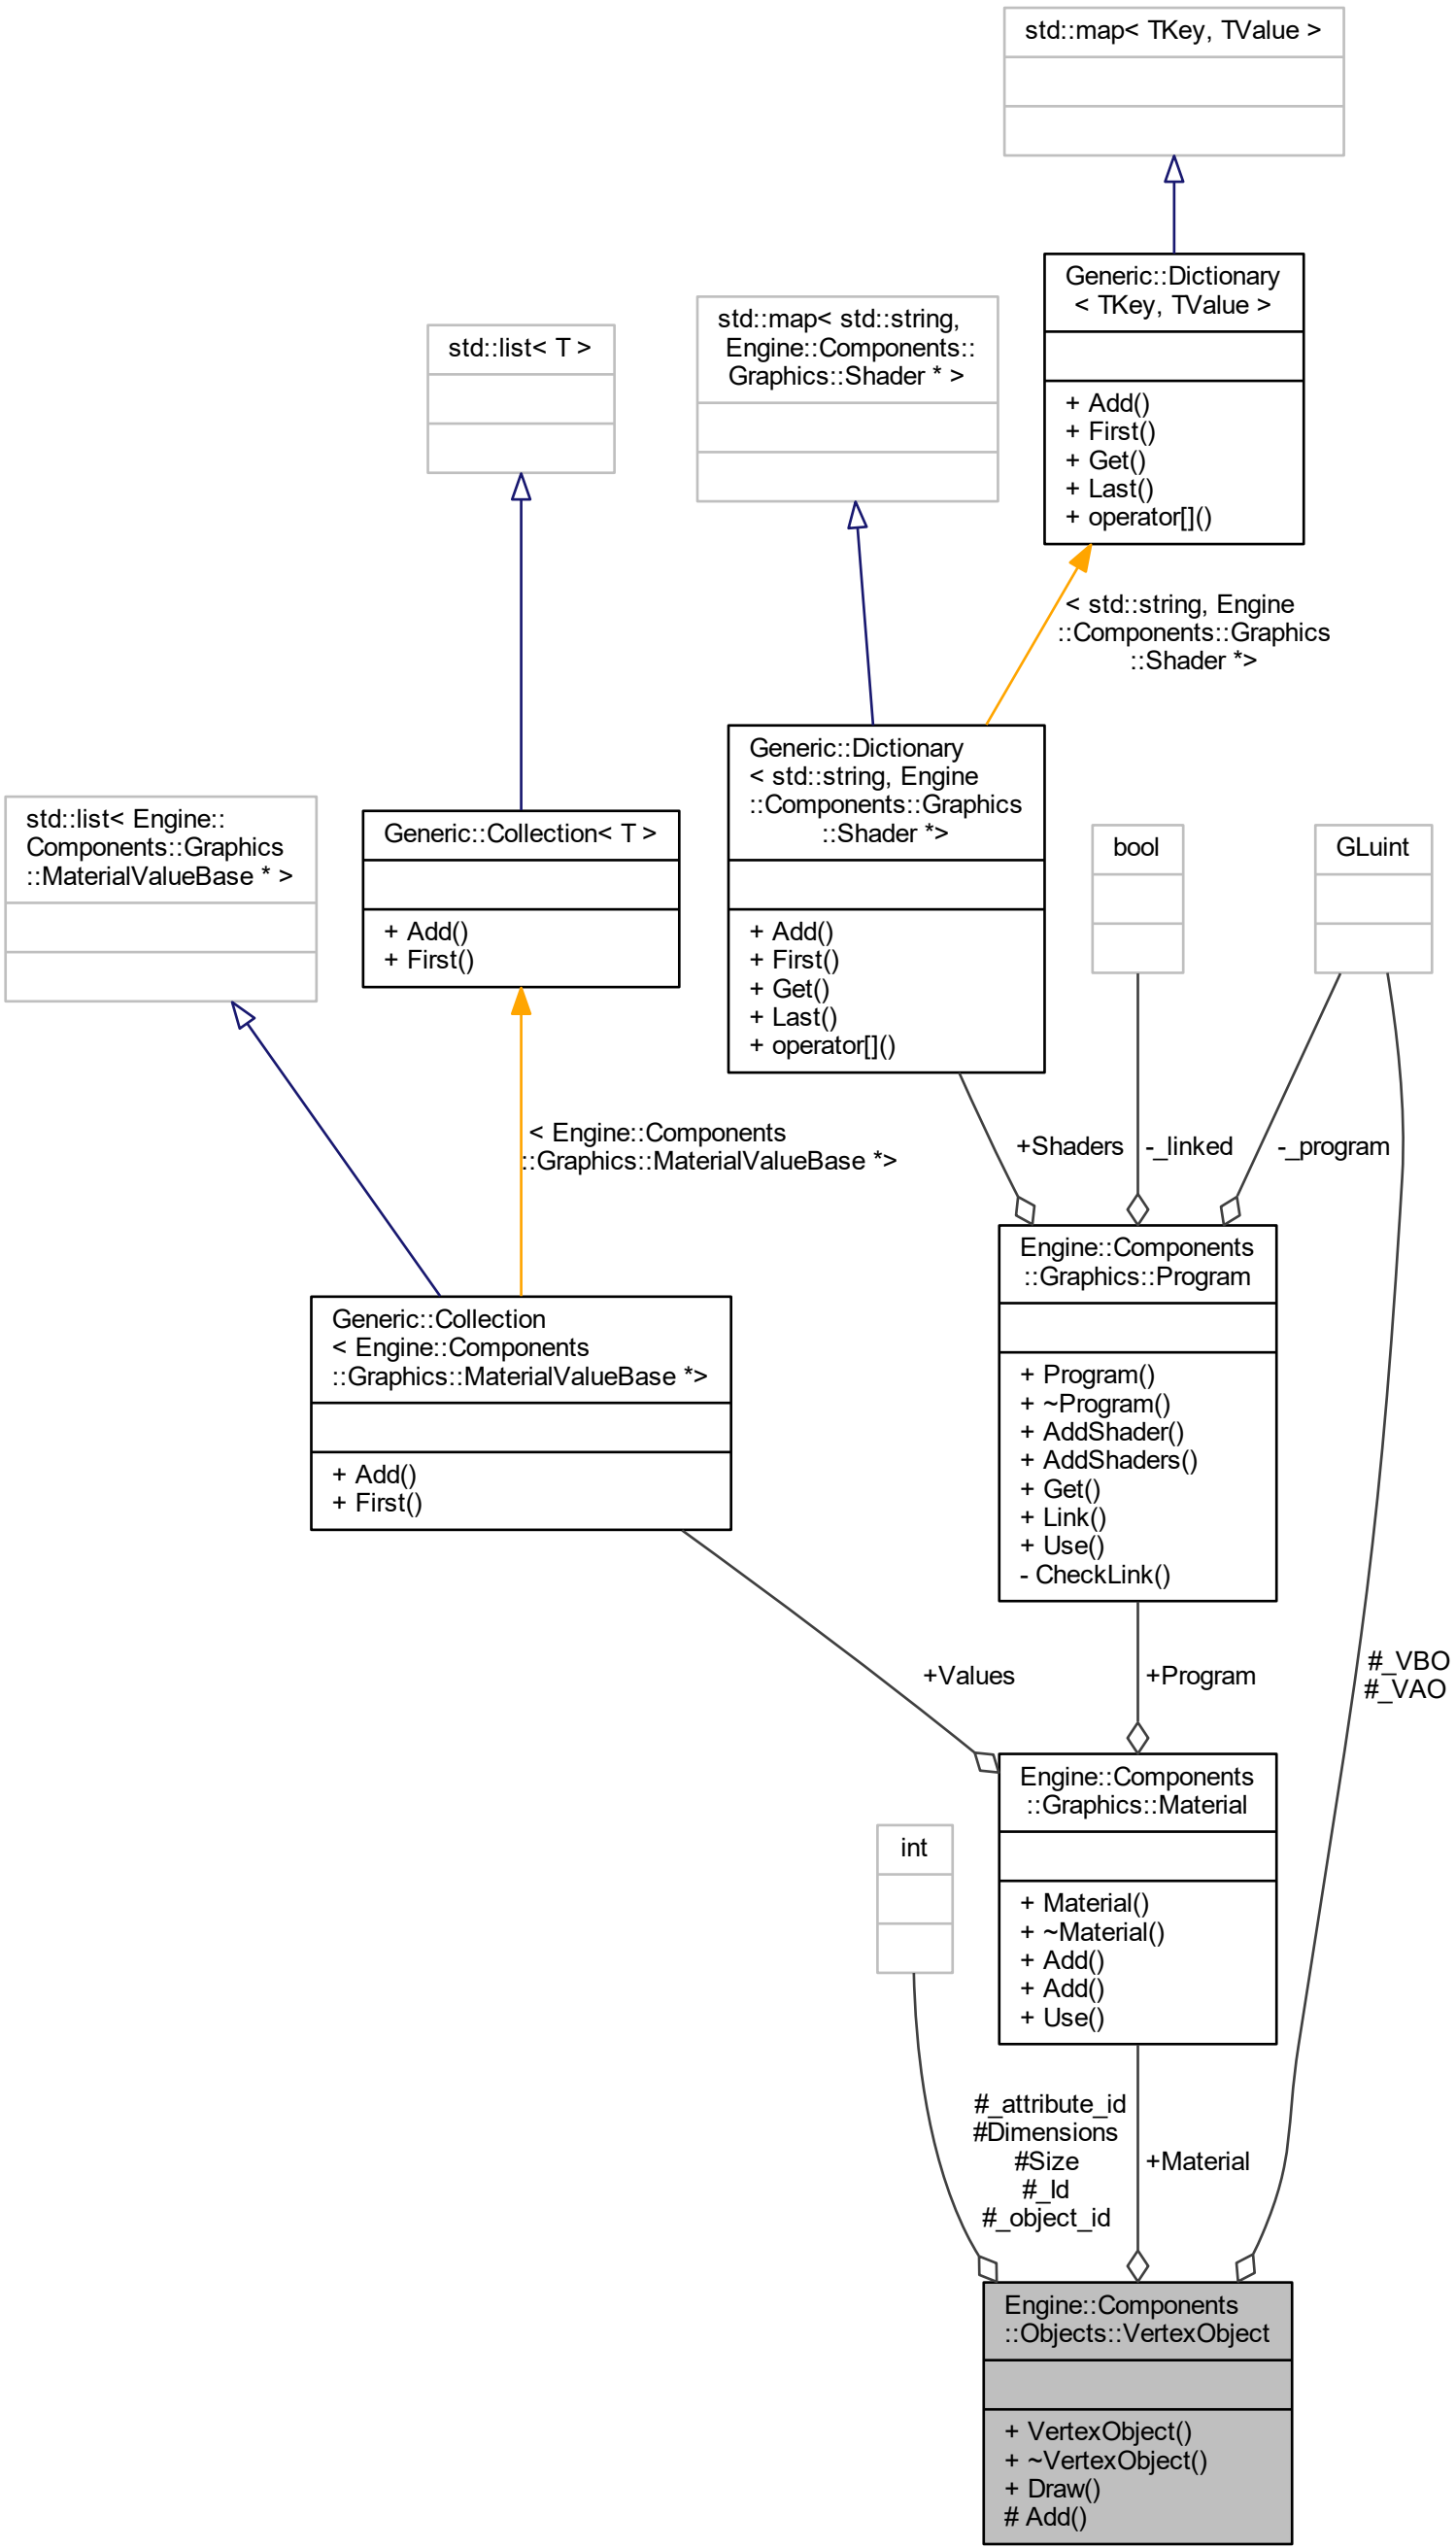 std::map< TKey, TValue >
Generic::Dictionary
< TKey, TValue >
+ Add()
+ First()
+ Get()
+ Last()
+ operator[]()
std::map< std::string,
Engine::Components::
Graphics::Shader * >
std::list< T >
< std::string, Engine
::Components::Graphics
::Shader *>
Generic::Dictionary
< std::string, Engine
::Components::Graphics
::Shader *>
+ Add()
+ First()
+ Get()
+ Last()
+ operator[]()
std::list< Engine::
Components::Graphics
::MaterialValueBase * >
Generic::Collection< T >
+ Add()
+ First()
bool
GLuint
< Engine::Components
::Graphics::MaterialValueBase *>
+Shaders
-_linked
-_program
Generic::Collection
< Engine::Components
::Graphics::MaterialValueBase *>
+ Add()
+ First()
Engine::Components
::Graphics::Program
+ Program()
+ ~Program()
+ AddShader()
+ AddShaders()
+ Get()
+ Link()
+ Use()
- CheckLink()
+Values
+Program
#_VBO
#_VAO
int
Engine::Components
::Graphics::Material
+ Material()
+ ~Material()
+ Add()
+ Add()
+ Use()
#_attribute_id
#Dimensions
#Size
#_Id
#_object_id
+Material
Engine::Components
::Objects::VertexObject
+ VertexObject()
+ ~VertexObject()
+ Draw()
# Add()